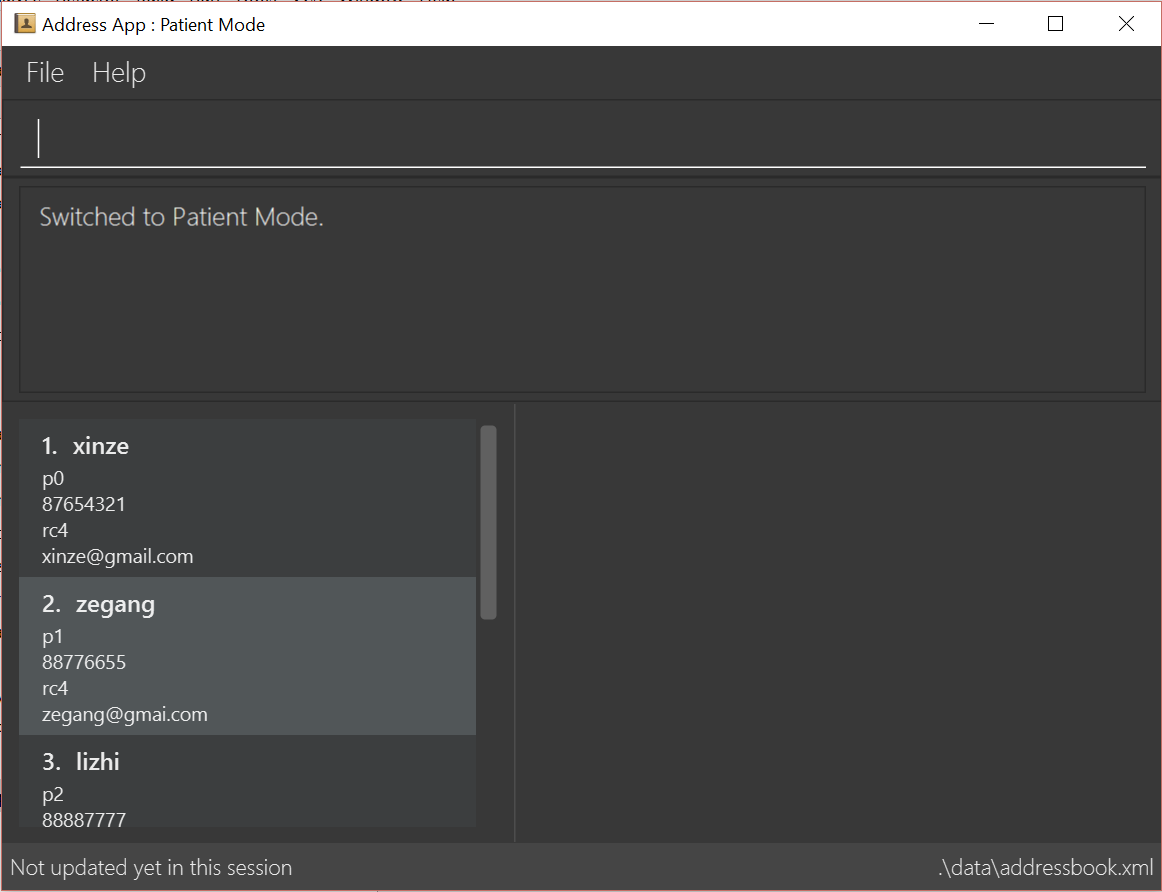 Address App : Patient Mode
File Help
Switched to Patient Mode.
1. xinze
p0
87654321
rc4
xinze@gmail.com
2. zegang
p1
88776655
rc4
zegang@gmai.com
3. lizhi
p2
88887777
Not updated yet in this session
.\data\addressbook.xml